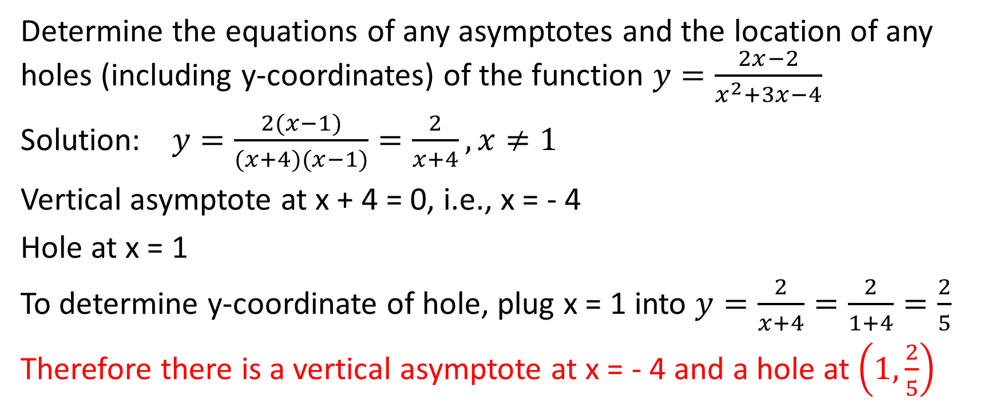 Determine the equations of any asymptotes and the location of any
holes (including y-coordinates) of the function y = \frac{2x-2}{x^2+3x-4}
Solution: y = \frac{2(x-1)}{(x+4)(x-1)} = \frac{2}{x+4}, x ≠ 1
Vertical asymptote at x + 4 = 0, i.e., x = - 4
Hole at x = 1
To determine y-coordinate of hole, plug x = 1 into y = \frac{2}{x+4} = \frac{2}{1+4} = \frac{2}{5}
Therefore there is a vertical asymptote at x = - 4 and a hole at (1, \frac{2}{5})